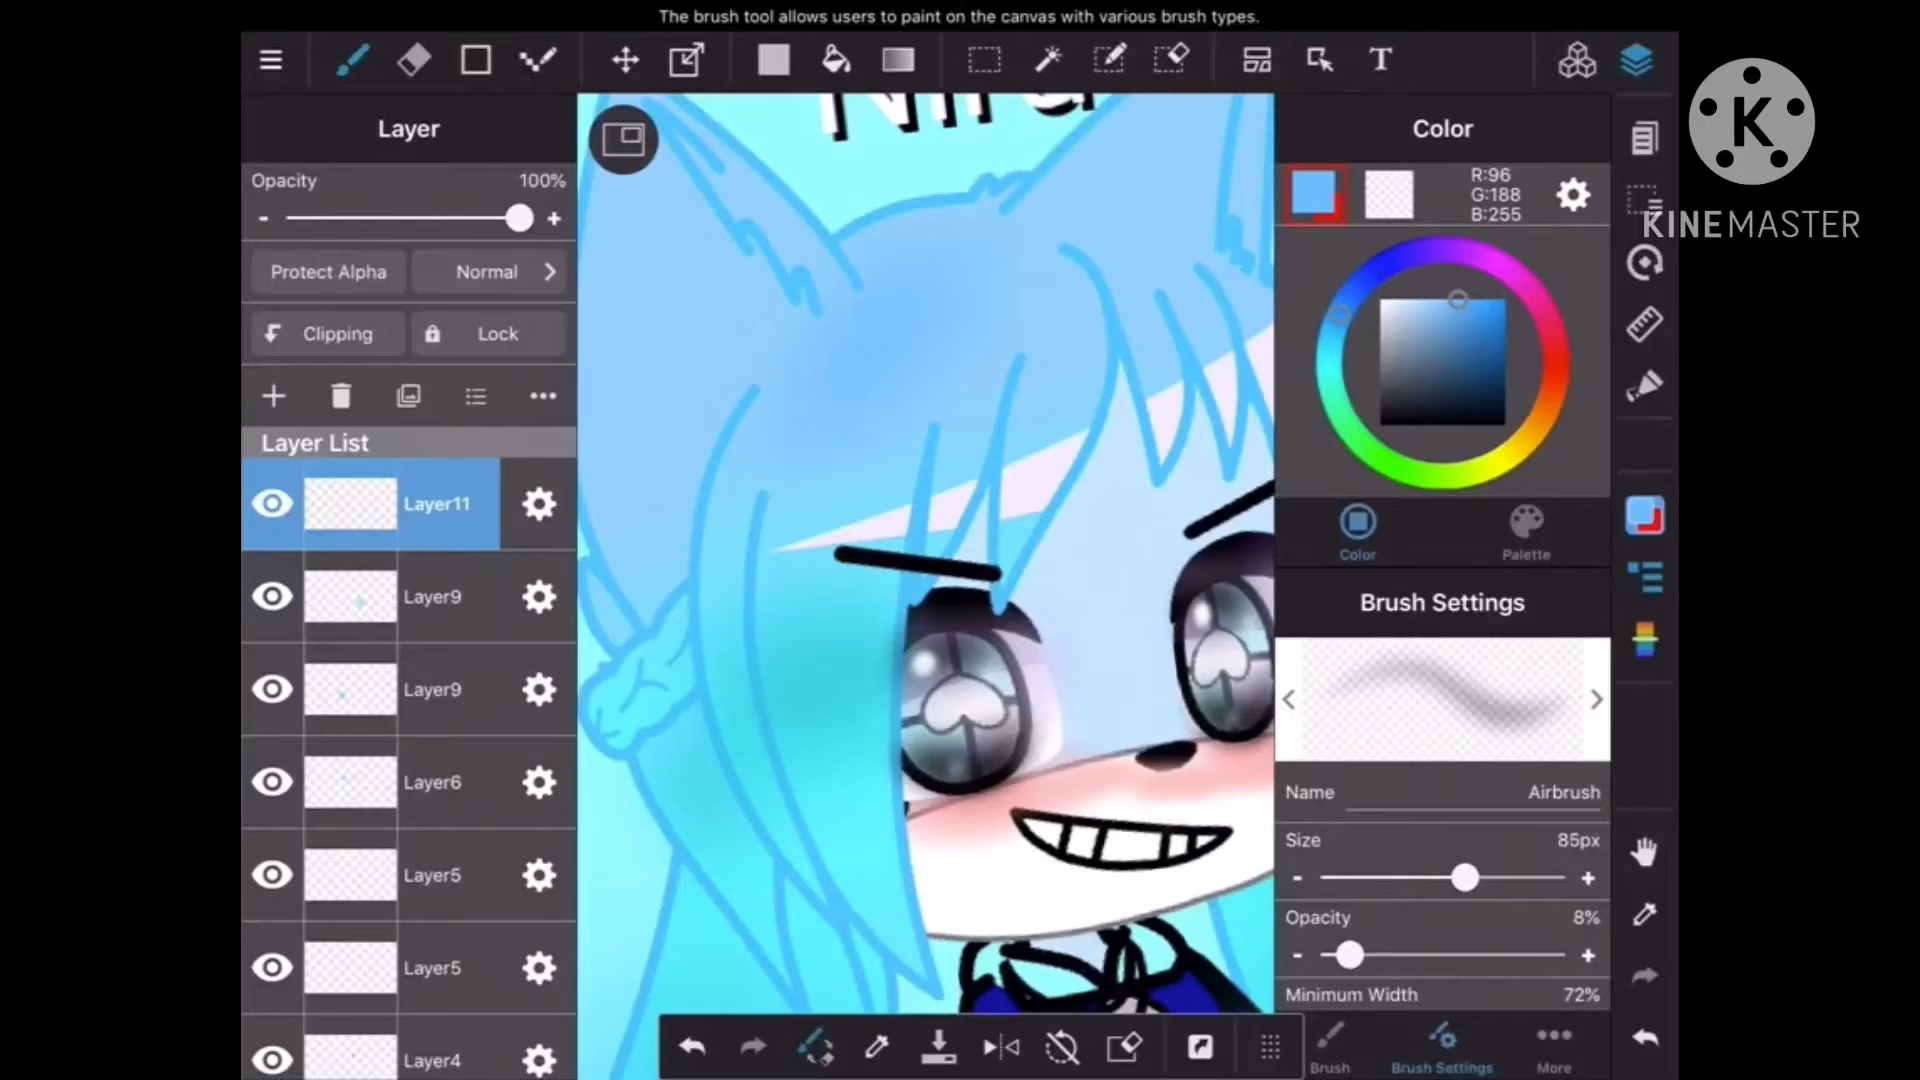 The brush tool allows users to paint on the canvas with various brush types.
Layer
Opacity 100%
Protect Alpha
Normal
Clipping
Lock
Layer List
Layer11
Layer9
Layer9
Layer6
Layer5
Layer5
Layer4
T
Color
R:96
G:188
B:255
Color
Palette
Brush Settings
Name Airbrush
Size 85px
Opacity 8%
Minimum Width 72%
Brush
Brush Settings
More
K
KINEMASTER